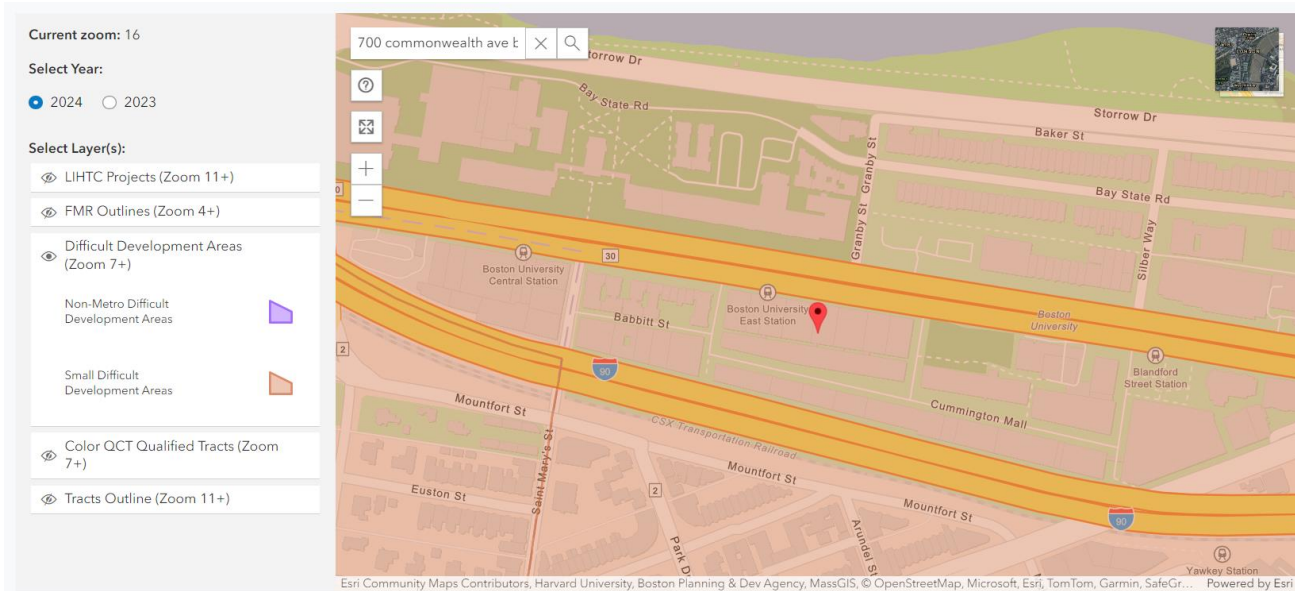 Current zoom: 16
Select Year:
2024
2023
Select Layer(s):
LIHTC Projects (Zoom 11+)
FMR Outlines (Zoom 4+)
Difficult Development Areas
(Zoom 7+)
Non-Metro Difficult
Development Areas
Small Difficult
Development Areas
Color QCT Qualified Tracts (Zoom
7+)
Tracts Outline (Zoom 11+)
700 commonwealth ave b
torrow Dr
Bay State Rd
Storrow Dr
Baker St
Bay State Rd
Granby St
Granby St
Silber Way
0
30
Boston University
Central Station
Boston University
East Station
Babbitt St
Boston
University
Blandford
Street Station
2
90
Cummington Mall
Mountfort St
CSX Transportation Railroad
Mountfort St
Mountfort St
Saint Mary's St
Euston St
2
Park D
Arundel St
90
Yawkey Station
Esri Community Maps Contributors, Harvard University, Boston Planning & Dev Agency, MassGIS, © OpenStreetMap, Microsoft, Esri, TomTom, Garmin, SafeGr...
Powered by Esri